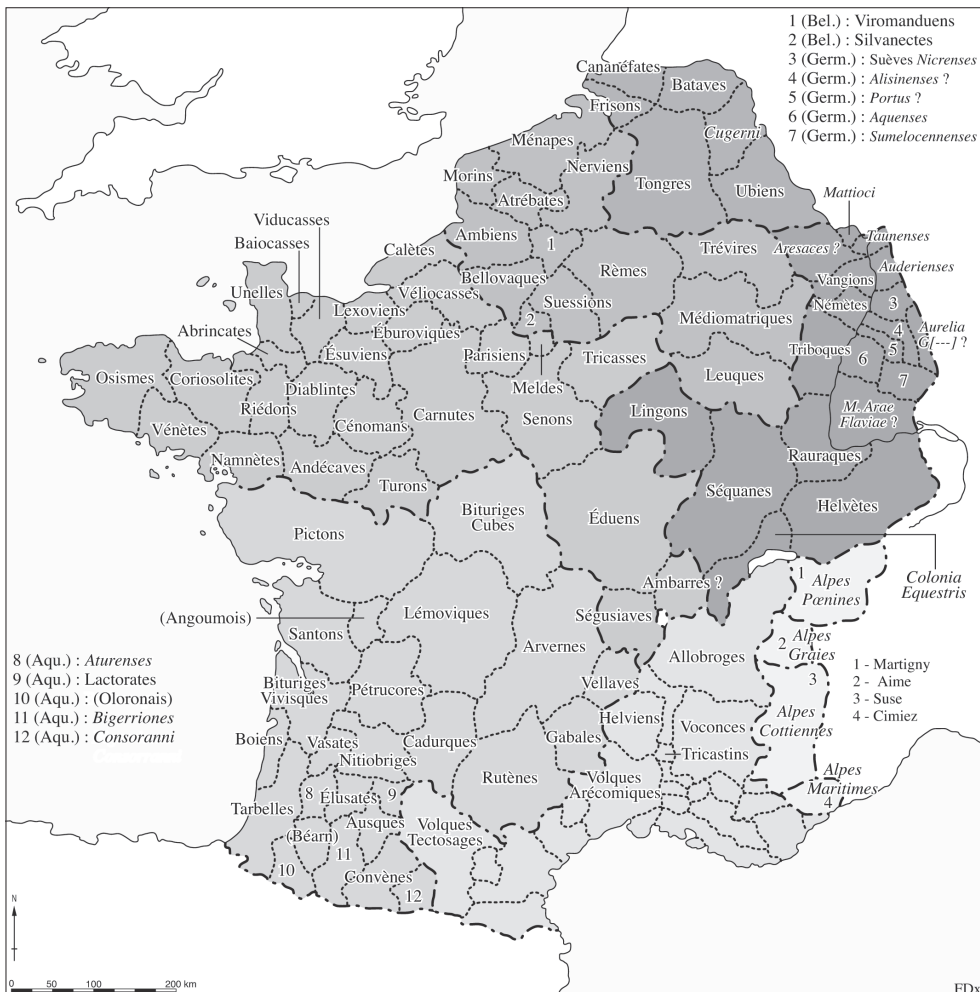 1 (Bel.) : Viromanduens
2 (Bel.) : Silvanectes
3 (Germ.) : Suèves Nicrenses
4 (Germ.) : Alisinenses ?
5 (Germ.) : Portus ?
6 (Germ.) : Aquenses
7 (Germ.) : Sumelocennenses
Cananéfates
Bataves
Frisons
Cugerni
Ménapes
Nerviens
Morins
Tongres
Ubiens
Atrébates
Mattioci
Viducasses
Baiocasses
Calètes
Ambiens
1
Trévires
Aresaces ?
Taunenses
Auderienses
Rèmes
Bellovaques
Vangions
Unelles
Véliocasses
Suessions
Némètes
3
Lexoviens
2
Médiomatriques
4
Aurelia
G[---] ?
Abrincates
Éburoviques
Ésuviens
Parisiens
Tricasses
Triboques
6
5
Osismes
Coriosolites
Diablintes
Meldes
Leuques
7
Riédons
Carnutes
Senons
Lingons
M. Arae
Flaviae ?
Vénètes
Cénomans
Rauraques
Namnètes
Andécaves
Turons
Séquanes
Helvètes
Bituriges
Cubes
Éduens
Pictons
Ambarres ?
1
Alpes
Pœnines
Colonia
Equestris
(Angoumois)
Lémoviques
Ségusiaves
Santons
Arvernes
2
Alpes
Graies
Allobroges
8 (Aqu.) : Aturenses
9 (Aqu.) : Lactorates
10 (Aqu.) : (Oloronais)
11 (Aqu.) : Bigerriones
12 (Aqu.) : Consoranni
1 - Martigny
2 - Aime
3 - Suse
4 - Cimiez
3
Bituriges
Vivisques
Pétrucores
Vellaves
Helviens
Voconces
Alpes
Cottiennes
Boiens
Vasates
Cadurques
Gabales
Tricastins
Nitiobriges
Rutènes
Volques
Arécomiques
Alpes
Maritimes
4
8
Élusates
9
Tarbelles
Ausques
Volques
Tectosages
(Béarn)
11
10
Convènes
12
N
0 50 100 200 km
FDx